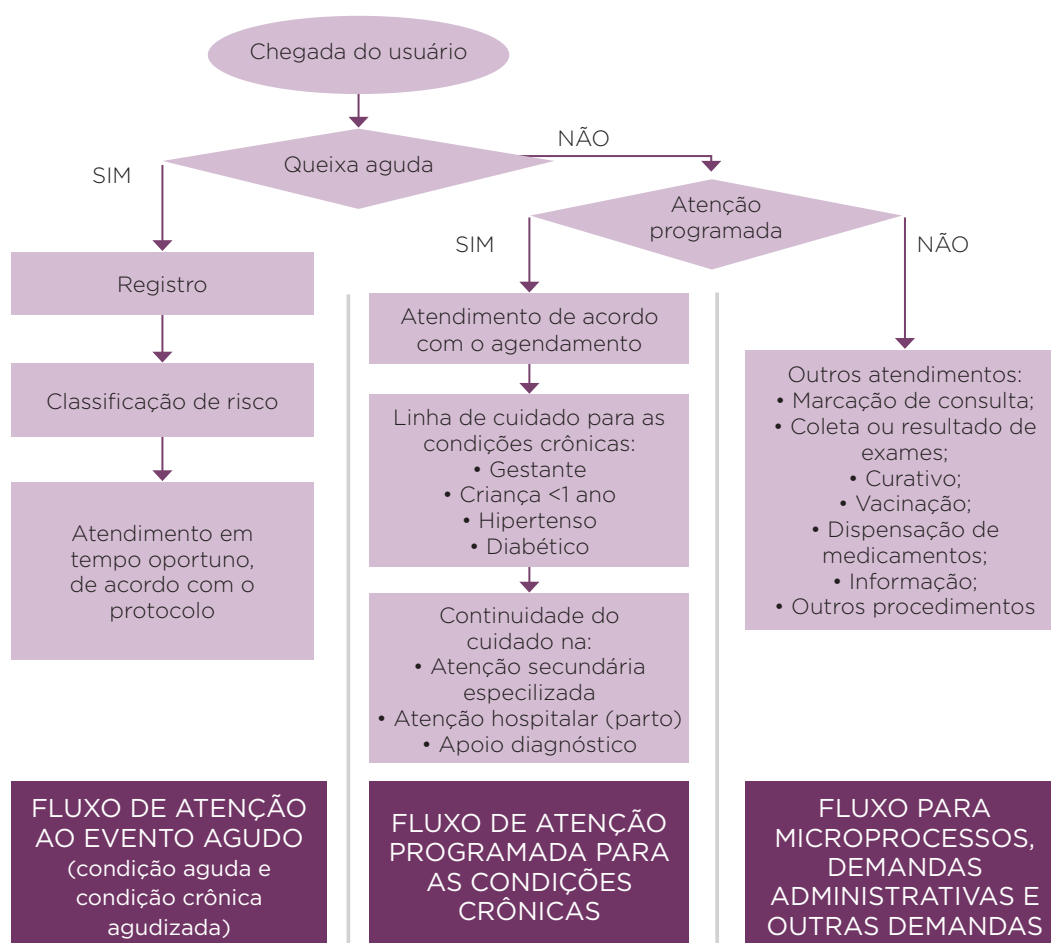 Chegada do usuário
Queixa aguda
SIM
NÃO
Registro
Classificação de risco
Atendimento em
tempo oportuno,
de acordo com o
protocolo
FLUXO DE ATENÇÃO
AO EVENTO AGUDO
(condição aguda e
condição crônica
agudizada)
Atenção
programada
SIM
NÃO
Atendimento de acordo
com o agendamento
Linha de cuidado para as
condições crônicas:
• Gestante
• Criança <1 ano
• Hipertenso
• Diabético
Continuidade do
cuidado na:
• Atenção secundária
especilizada
• Atenção hospitalar (parto)
• Apoio diagnóstico
FLUXO DE ATENÇÃO
PROGRAMADA PARA
AS CONDIÇÕES
CRÔNICAS
Outros atendimentos:
• Marcação de consulta;
• Coleta ou resultado de
exames;
• Curativo;
• Vacinação;
• Dispensação de
medicamentos;
• Informação;
• Outros procedimentos
FLUXO PARA
MICROPROCESSOS,
DEMANDAS
ADMINISTRATIVAS E
OUTRAS DEMANDAS